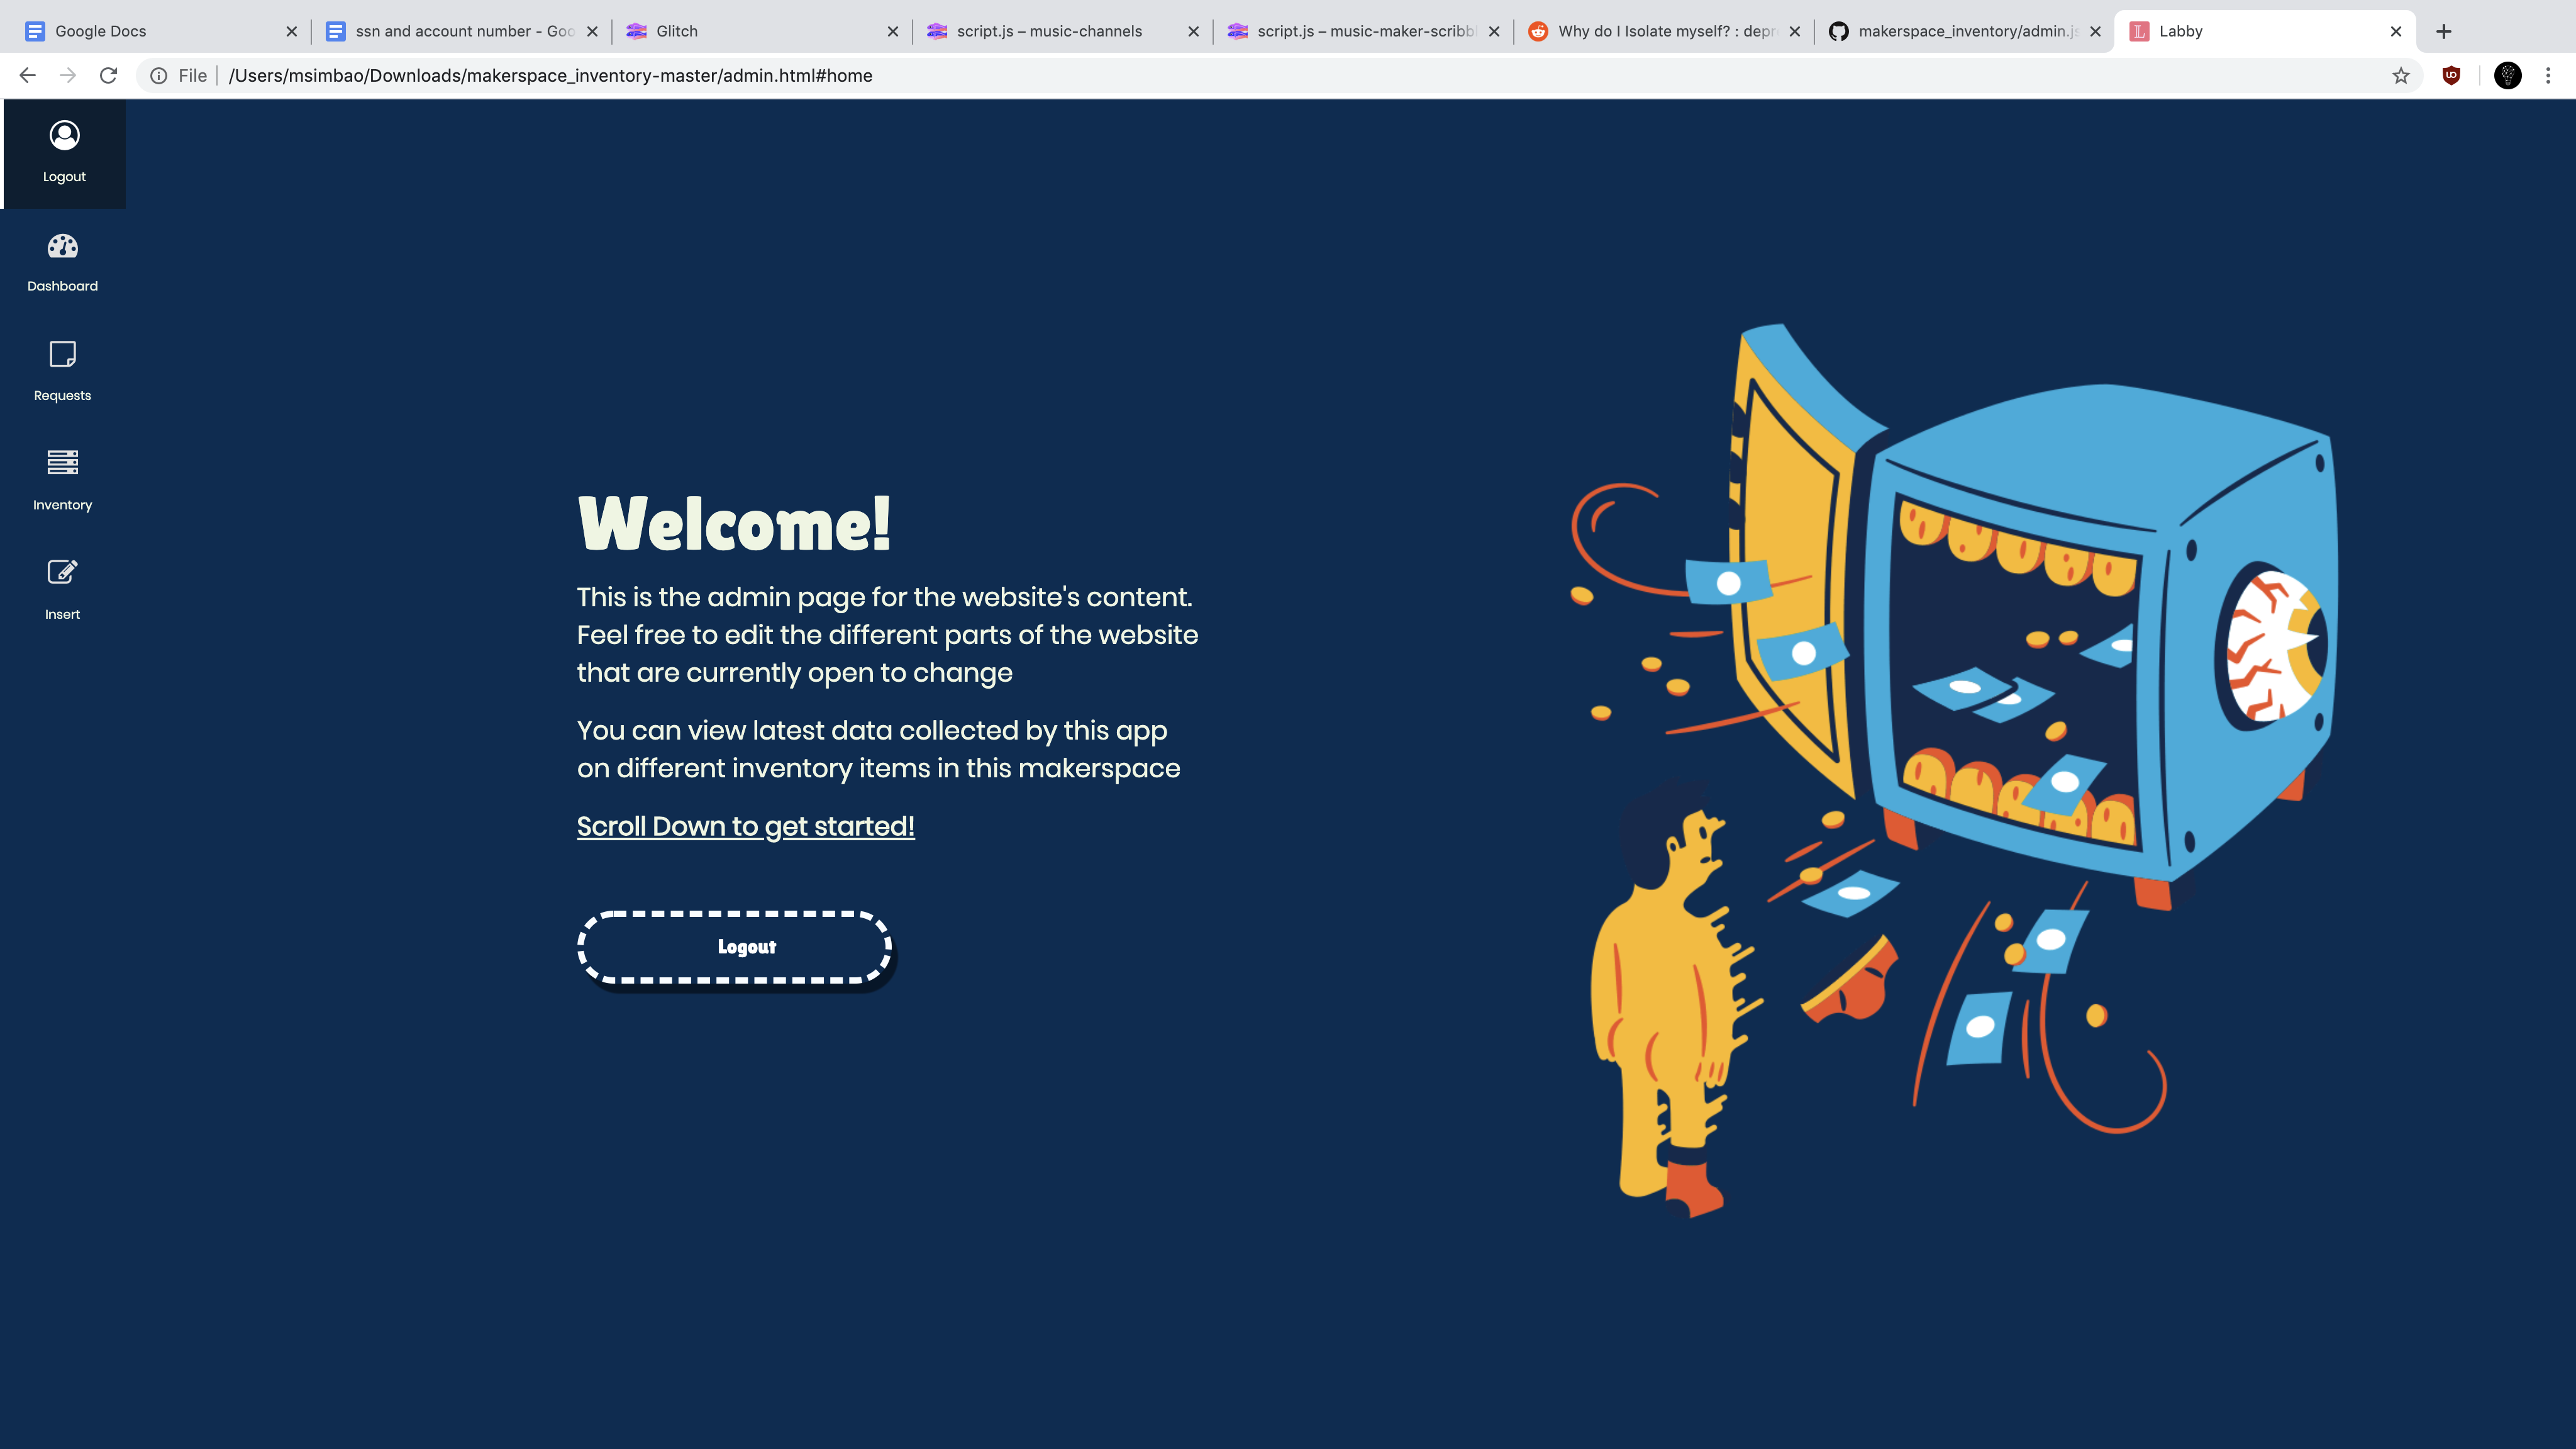 Google Docs
ssn and account number - Goo
Glitch
script.js – music-channels
script.js – music-maker-scribbl
Why do I Isolate myself? : depr
makerspace_inventory/admin.js
Labby
File /Users/msimbao/Downloads/makerspace_inventory-master/admin.html#home
Logout
Dashboard
Requests
Inventory
Insert
Welcome!
This is the admin page for the website's content.
Feel free to edit the different parts of the website
that are currently open to change
You can view latest data collected by this app
on different inventory items in this makerspace
Scroll Down to get started!
Logout